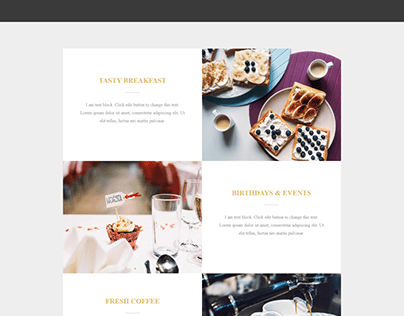 TASTY BREAKFAST
I am text block. Click edit button to change this text.
Lorem ipsum dolor sit amet, consectetur adipiscing elit. Ut
elit tellus, luctus nec mattis pulvinar
BIRTHDAYS & EVENTS
I am text block. Click edit button to change this text.
Lorem ipsum dolor sit amet, consectetur adipiscing elit. Ut
elit tellus, luctus nec mattis pulvinar
FRESH COFFEE